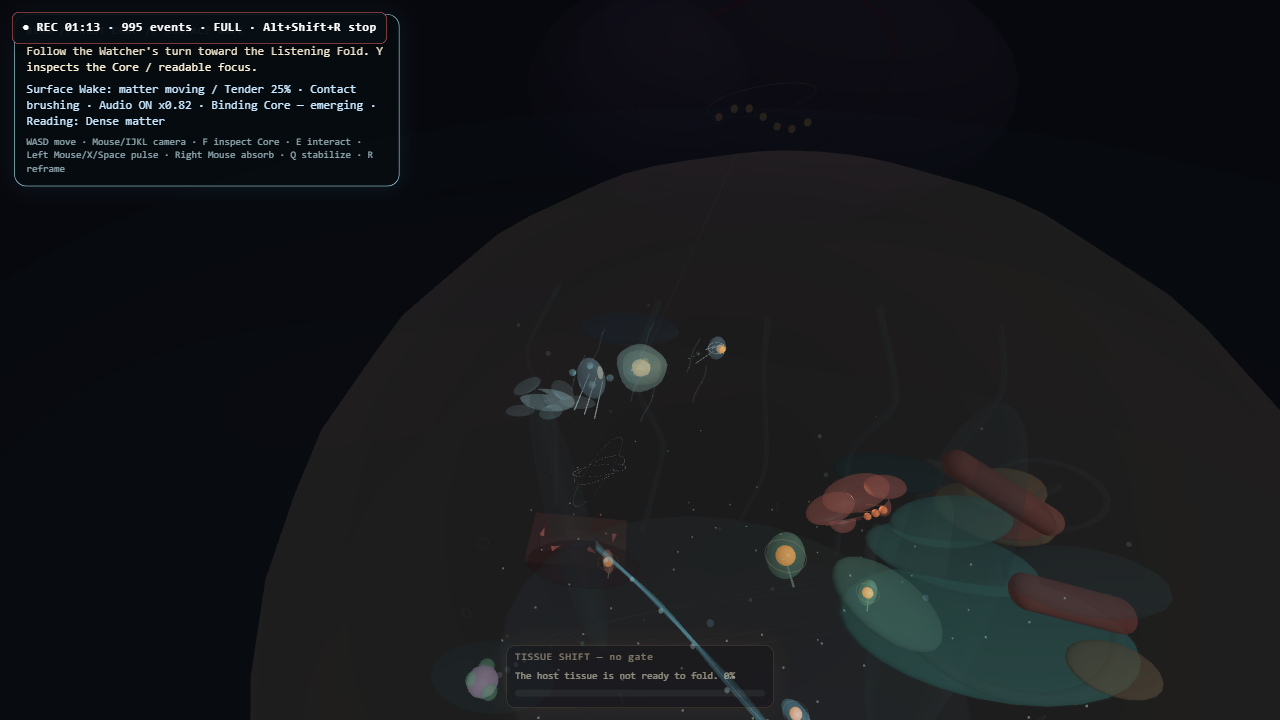 ● REC 01:13 · 995 events · FULL · Alt+Shift+R stop
Follow the Watcher's turn toward the Listening Fold. Y
inspects the Core / readable focus.
Surface Wake: matter moving / Tender 25% · Contact
brushing · Audio ON x0.82 · Binding Core — emerging ·
Reading: Dense matter
WASD move · Mouse/IJKL camera · F inspect Core · E interact ·
Left Mouse/X/Space pulse · Right Mouse absorb · Q stabilize · R
reframe
TISSUE SHIFT — no gate
The host tissue is not ready to fold. 0%